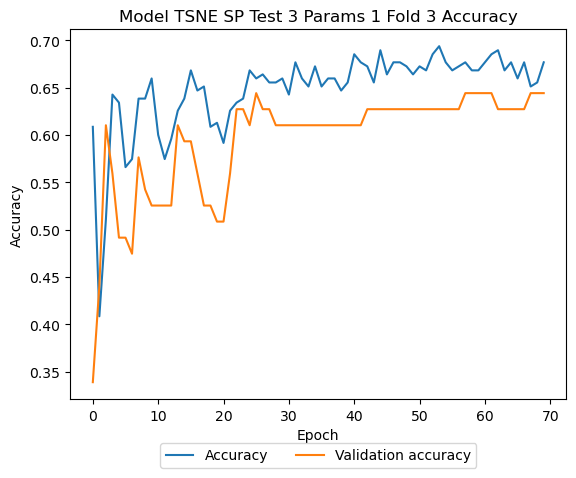 Model TSNE SP Test 3 Params 1 Fold 3 Accuracy
0.70
0.65
0.60
0.55
0.50
0.45
0.40
0.35
Accuracy
0 10 20 30 40 50 60 70
Epoch
Accuracy Validation accuracy